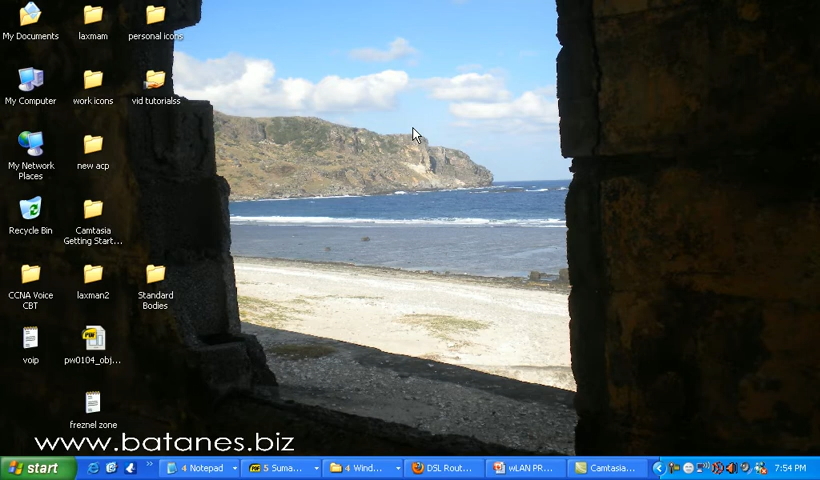 My Documents
laxmam
personal icons
My Computer
work icons
vid tutorialss
My Network
Places
new acp
Recycle Bin
Camtasia
Getting Start...
CCNA Voice
CBT
laxman2
Standard
Bodies
voip
pw0104_obj...
freznel zone
www.batanes.biz
start
4 Notepad
5 Suma...
4 Wind...
DSL Rout...
wLAN PR...
Camtasia...
7:54 PM